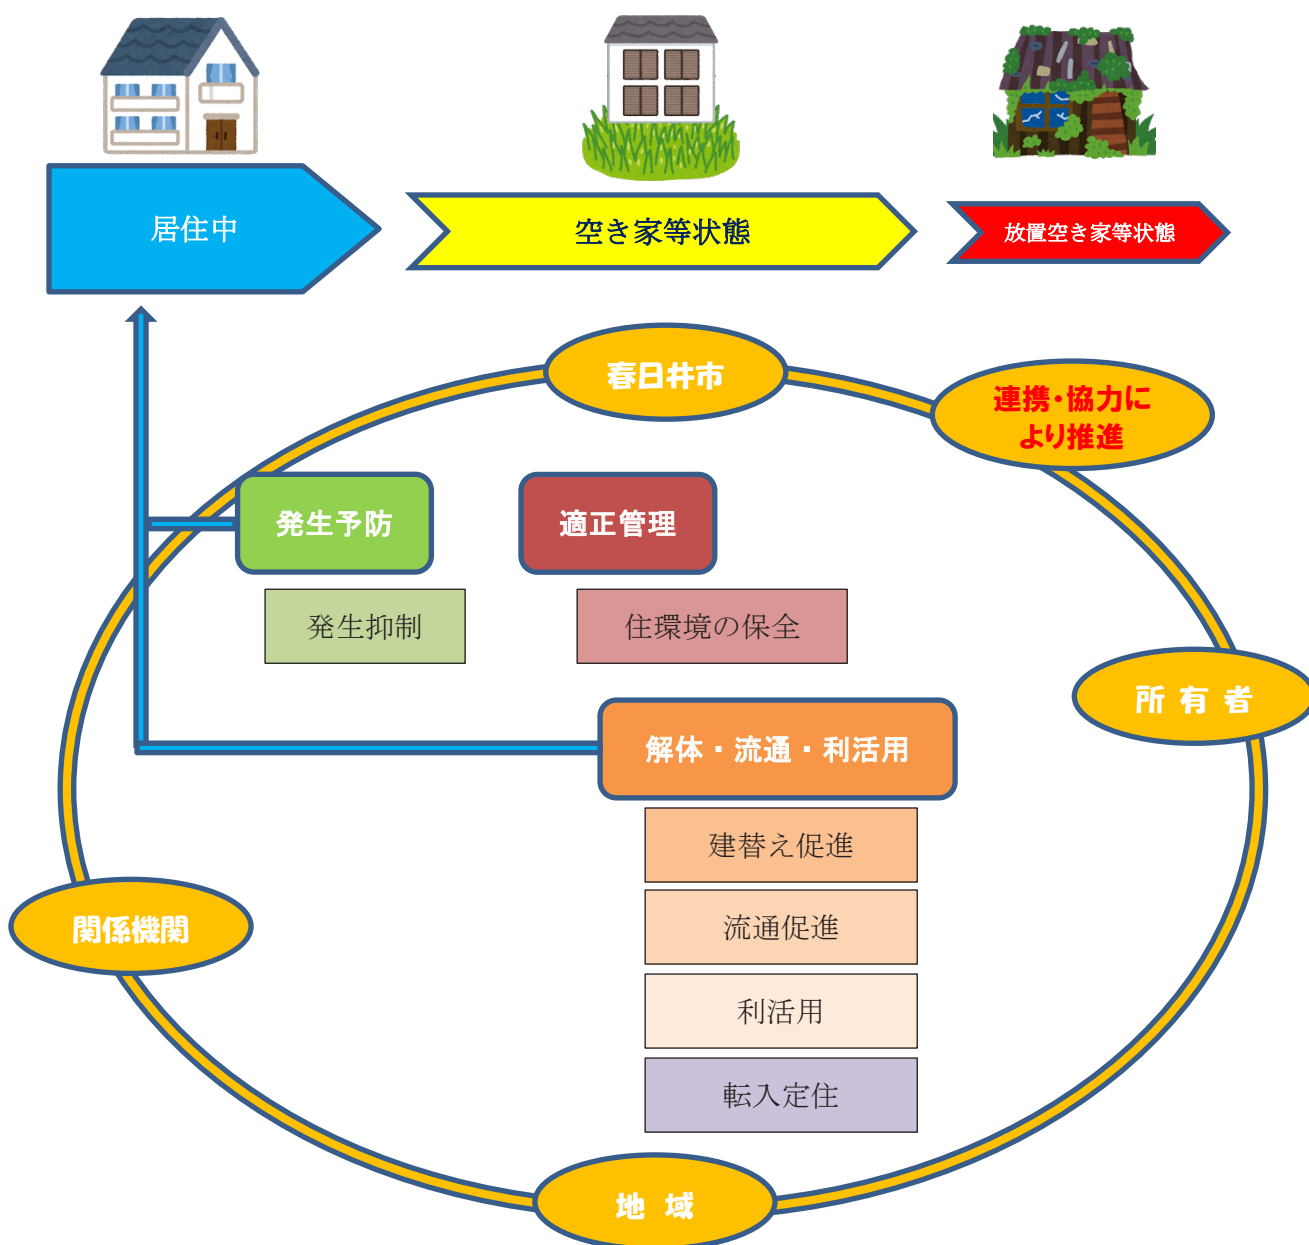 居住中
空き家等状態
放置空き家等状態
春日井市
連携・協力に
より推進
発生予防
適正管理
発生抑制
住環境の保全
所有者
解体・流通・利活用
建替え促進
流通促進
関係機関
利活用
転入定住
地域